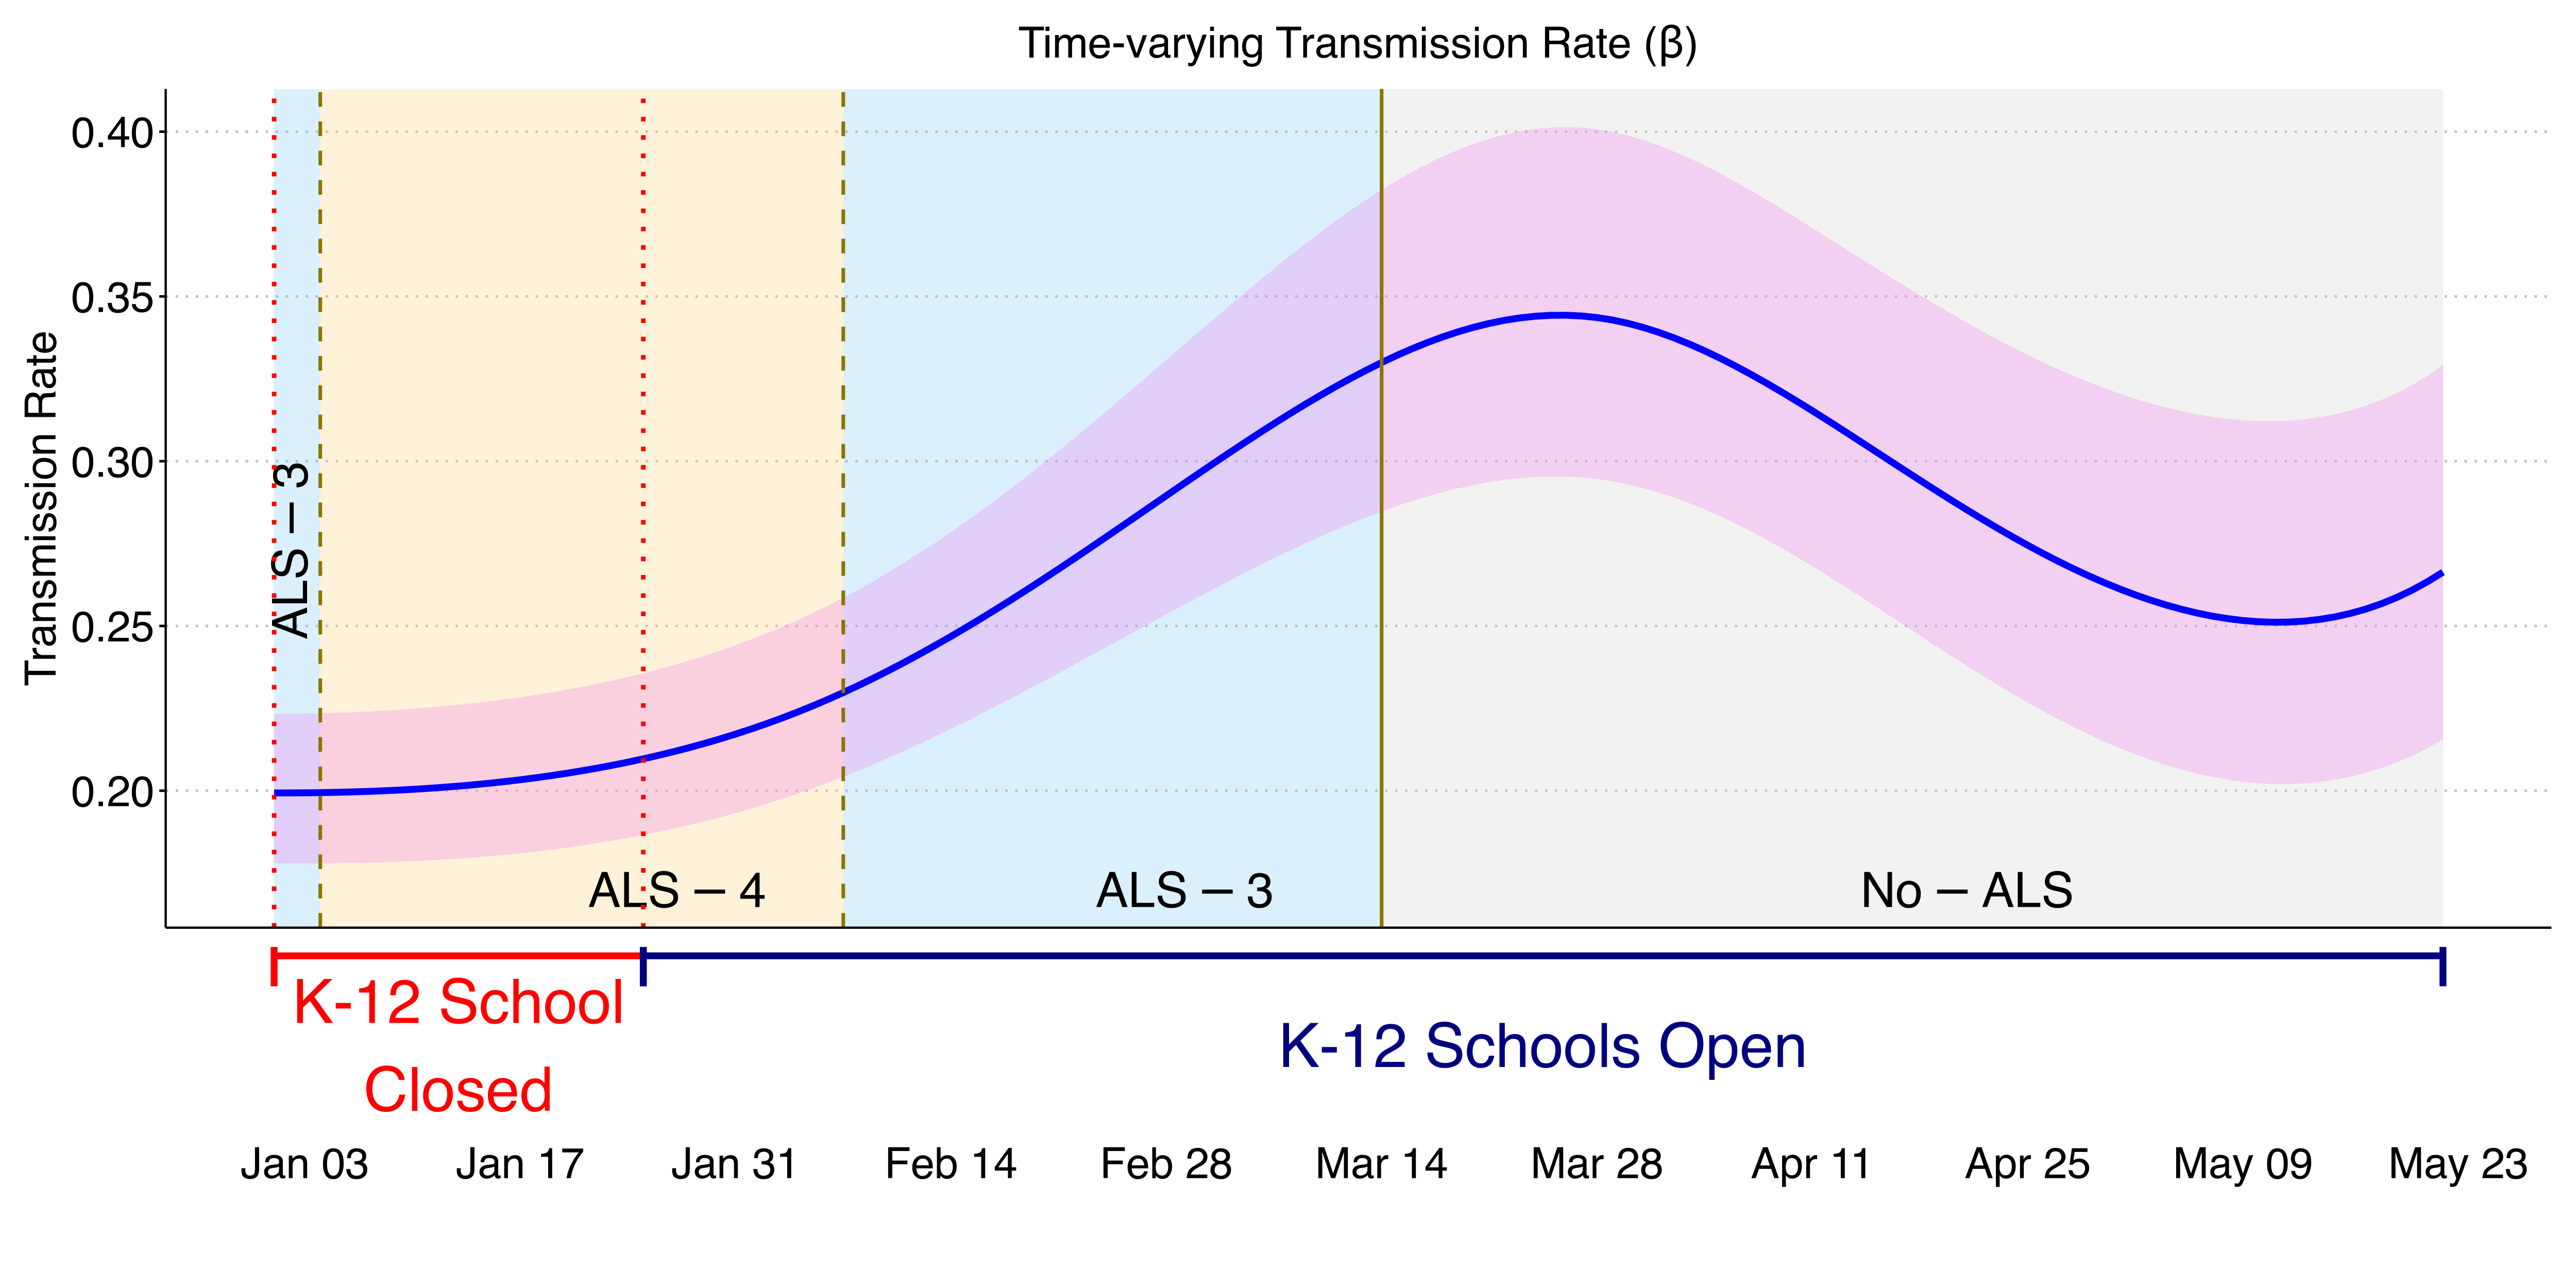 Time-varying Transmission Rate (β)
Transmission Rate
0.40
0.35
0.30
0.25
0.20
ALS – 3
ALS – 4
ALS – 3
No – ALS
K-12 School
Closed
K-12 Schools Open
Jan 03 Jan 17 Jan 31 Feb 14 Feb 28 Mar 14 Mar 28 Apr 11 Apr 25 May 09 May 23